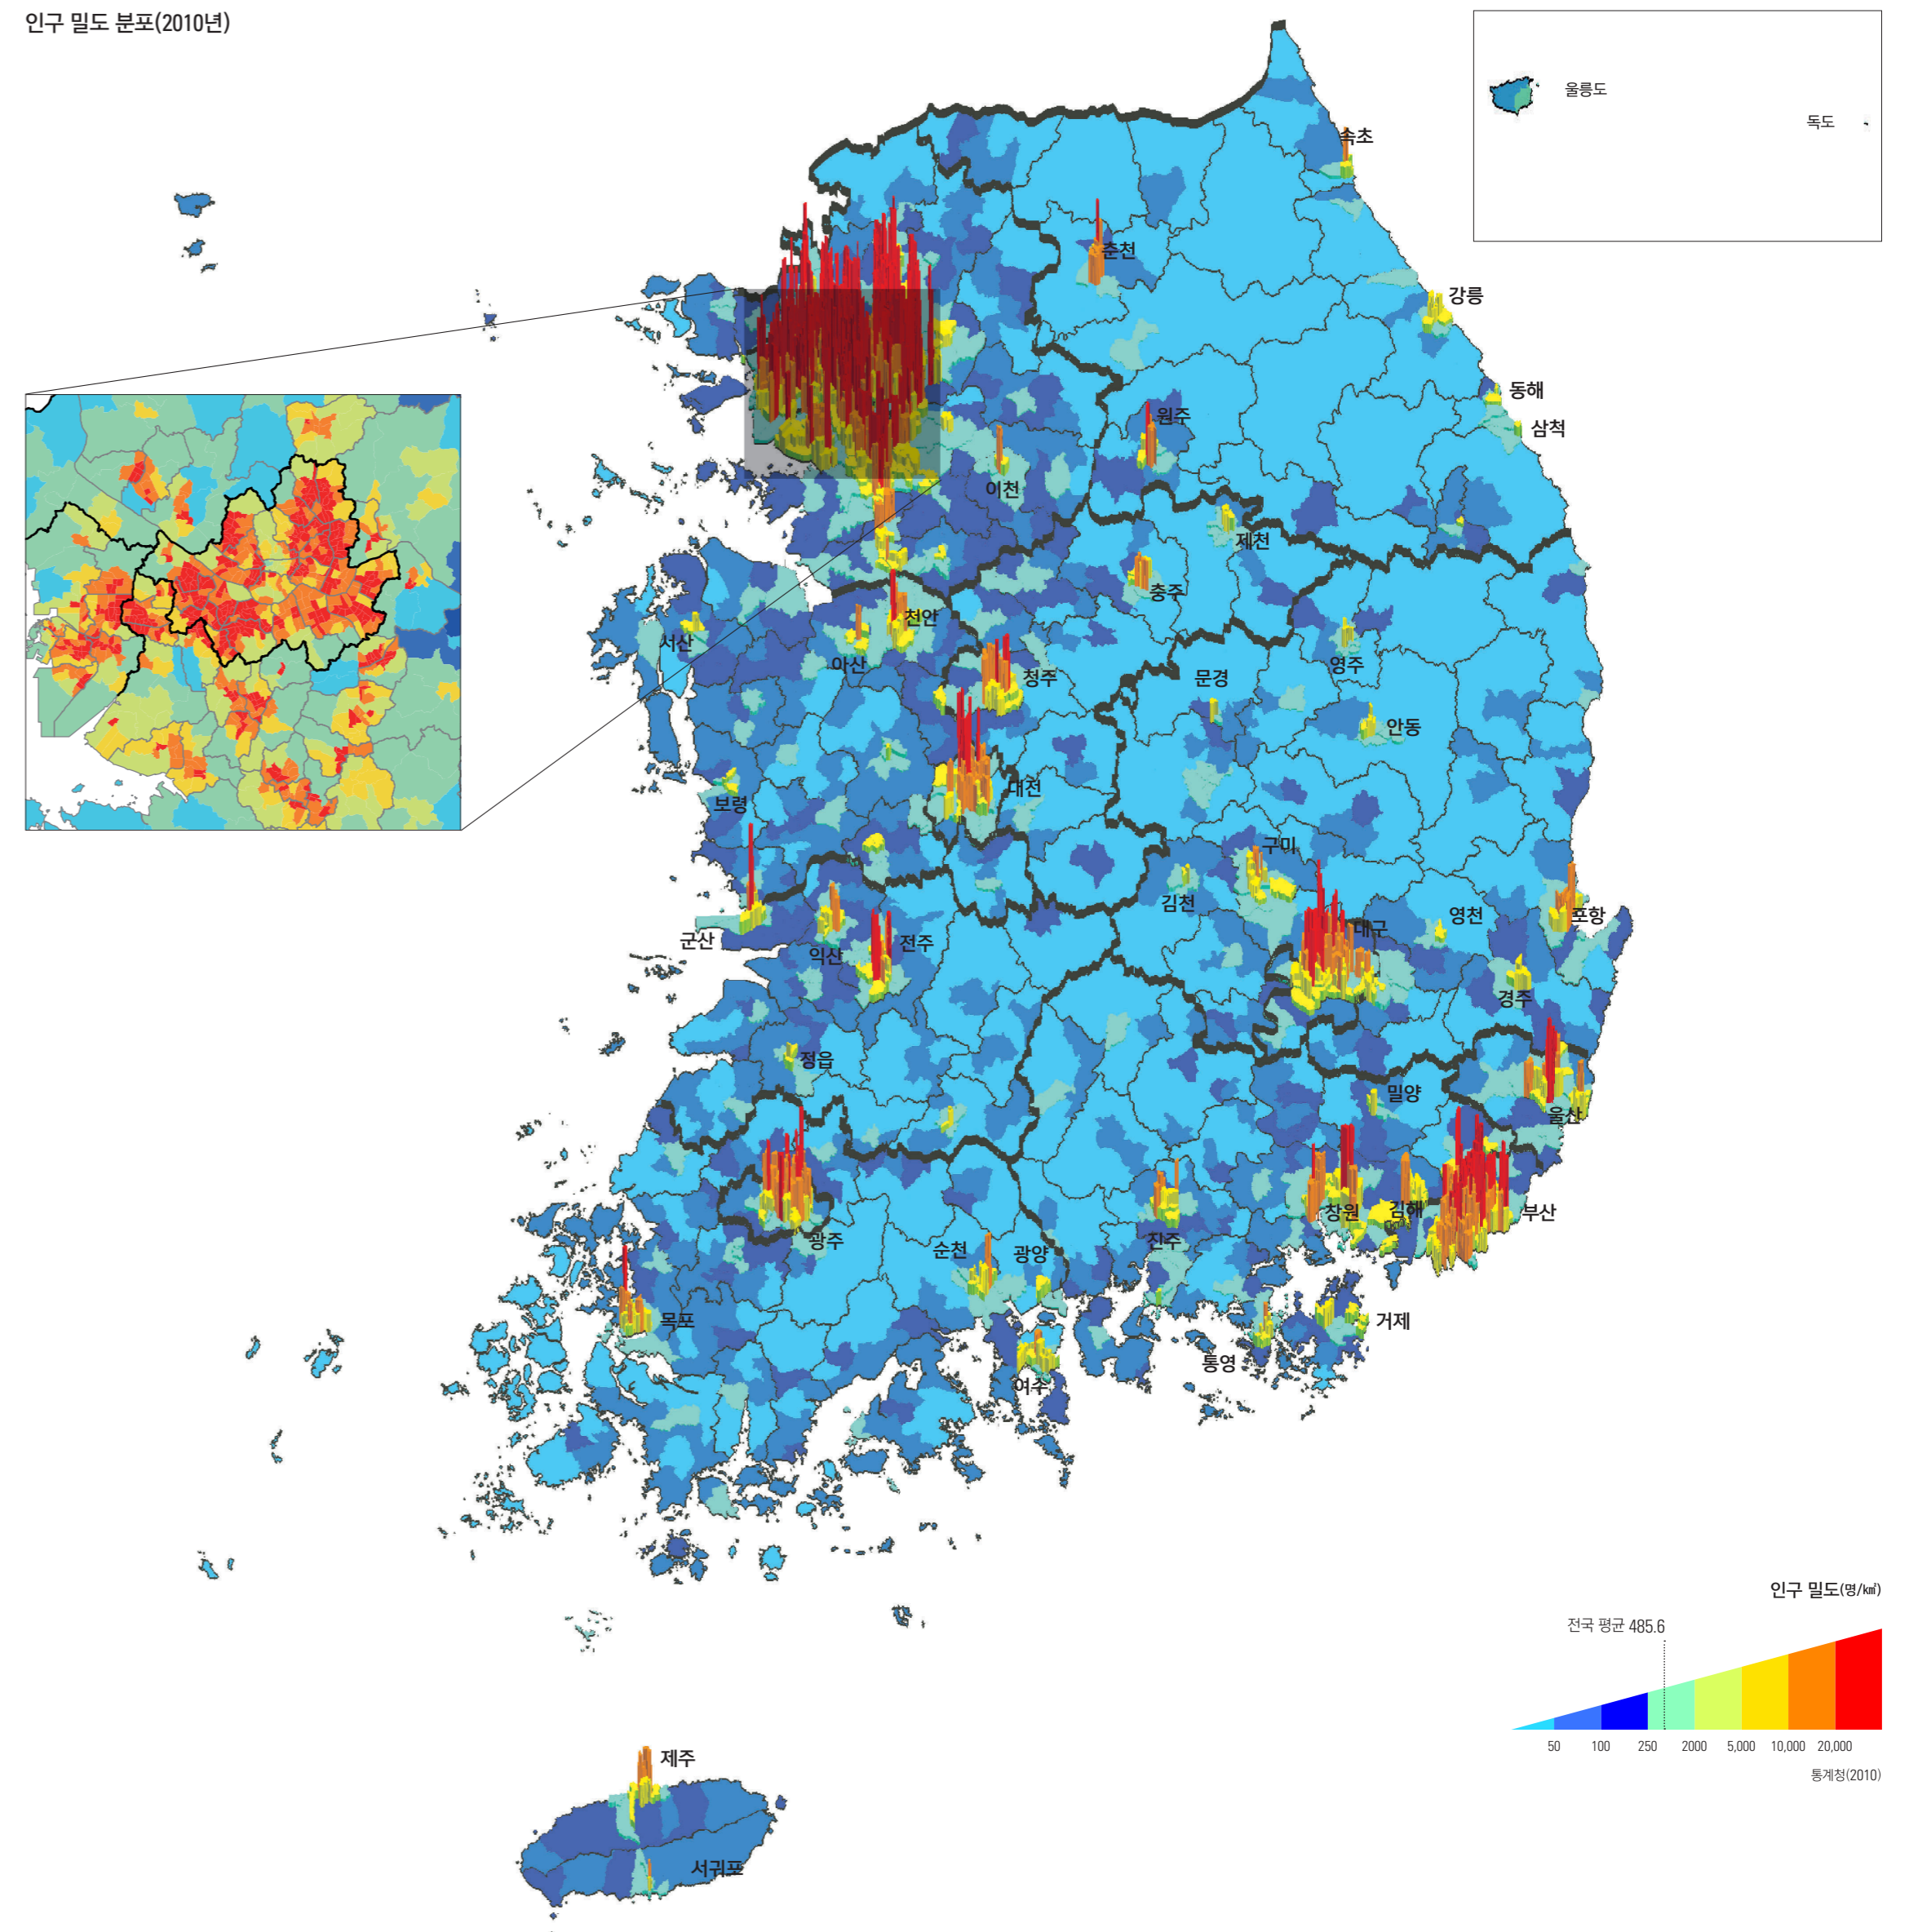 인구 밀도 분포(2010년)
울릉도
독도
속초
춘천
강릉
동해
삼척
원주
이천
제천
충주
천안
서산
아산
영주
청주
문경
안동
대전
보령
구미
김천
영천
포항
대구
군산
전주
익산
경주
정읍
밀양
울산
창원
김해
부산
광주
순천
광양
진주
목포
거제
통영
여수
인구 밀도(명/㎢)
전국 평균 485.6
50 100 250 2000 5,000 10,000 20,000
통계청(2010)
제주
서귀포